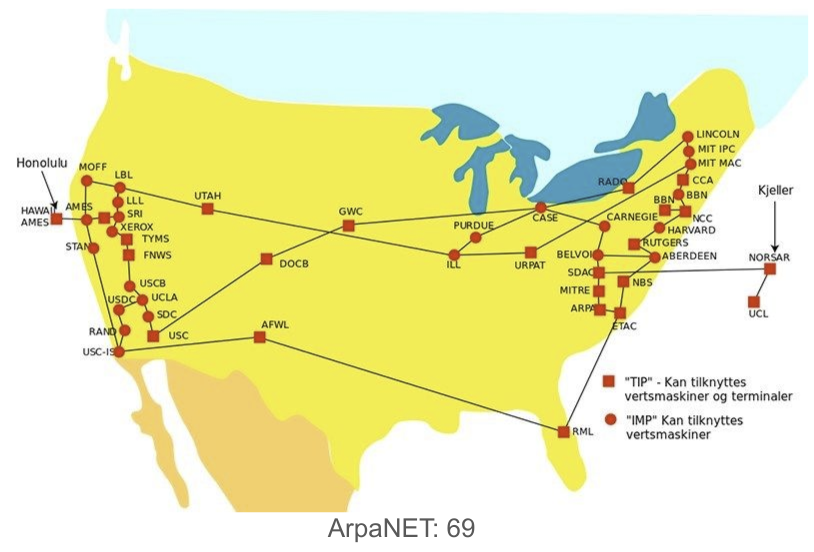 LINCOLN
MIT IPC
MIT MAC
Honolulu
MOFF
LBL
RADC
CCA
UTAH
LLL
BBN
BBN
Kjeller
HAWAII
AMES
AMES
SRI
GWC
CASE
CARNEGIE
NCC
XEROX
PURDUE
HARVARD
STAN
TYMS
RUTGERS
FNWS
DOCB
ILL
URPAT
BELVOI
ABERDEEN
NORSAR
SDAC
USCB
NBS
USDC
UCLA
MITRE
SDC
ARPA
UCL
RAND
USC
AFWL
ETAC
USC-IS
"TIP" - Kan tilknyttes
vertsmaskiner og terminaler
"IMP" Kan tilknyttes
vertsmaskiner
RML
ArpaNET: 69